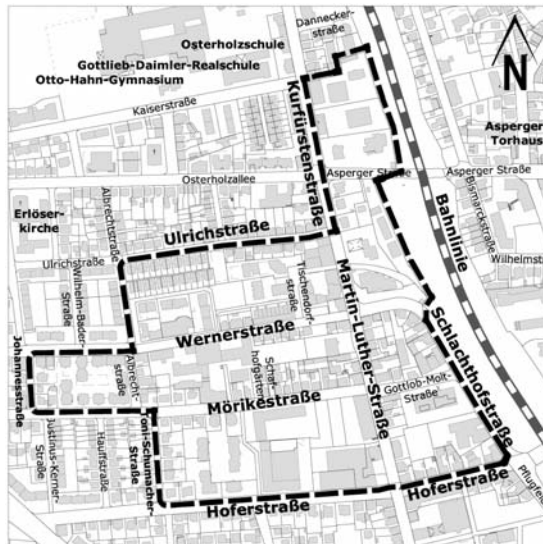 Dannecker-
straße
N
Osterholzschule
Gottlieb-Daimler-Realschule
Otto-Hahn-Gymnasium
Kaiserstraße
Kurfürstenstraße
Asperger
Torhaus
Osterholzallee
Asperger Straße
Asperger Straße
Bismarckstraße
Erlöser-
kirche
Albrechtstraße
Ulrichstraße
Ulrichstraße
Bahnlinie
Wilhelmstr
Wilhelm-Bader-
Straße
Tischendorf-
straße
Martin-Luther-Straße
Wernerstraße
Schlachthofstraße
Johannesstraße
Albrecht-
straße
Schaf-
hofgärten
Gottlob-Molt-
Straße
Mörikestraße
Justinus-Kerner-
Straße
Hauffstraße
Toni-Schumacher-
Straße
Hoferstraße
Hoferstraße
Pflugfel